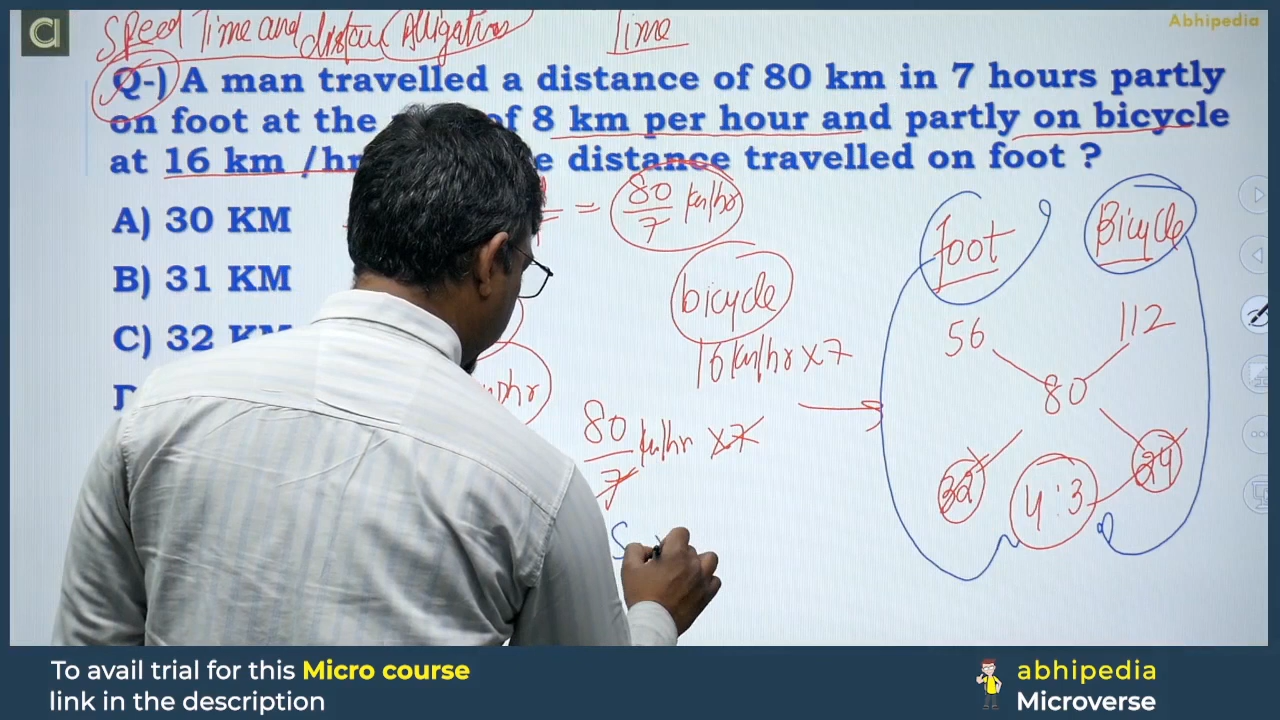 Speed Time and distan (Alligation) Time
Abhipedia
Q-) A man travelled a distance of 80 km in 7 hours partly
on foot at the of 8 km per hour and partly on bicycle
at 16 km /hr e distance travelled on foot ?
A) 30 KM
B) 31 KM
C) 32 KM
= 80/7 km/hr
foot Bicycle
bicycle
16 km/hr x 7
56 112
80
80/7 km/hr x 7
32 4:3 24
S
To avail trial for this Micro course
link in the description
abhipedia
Microverse